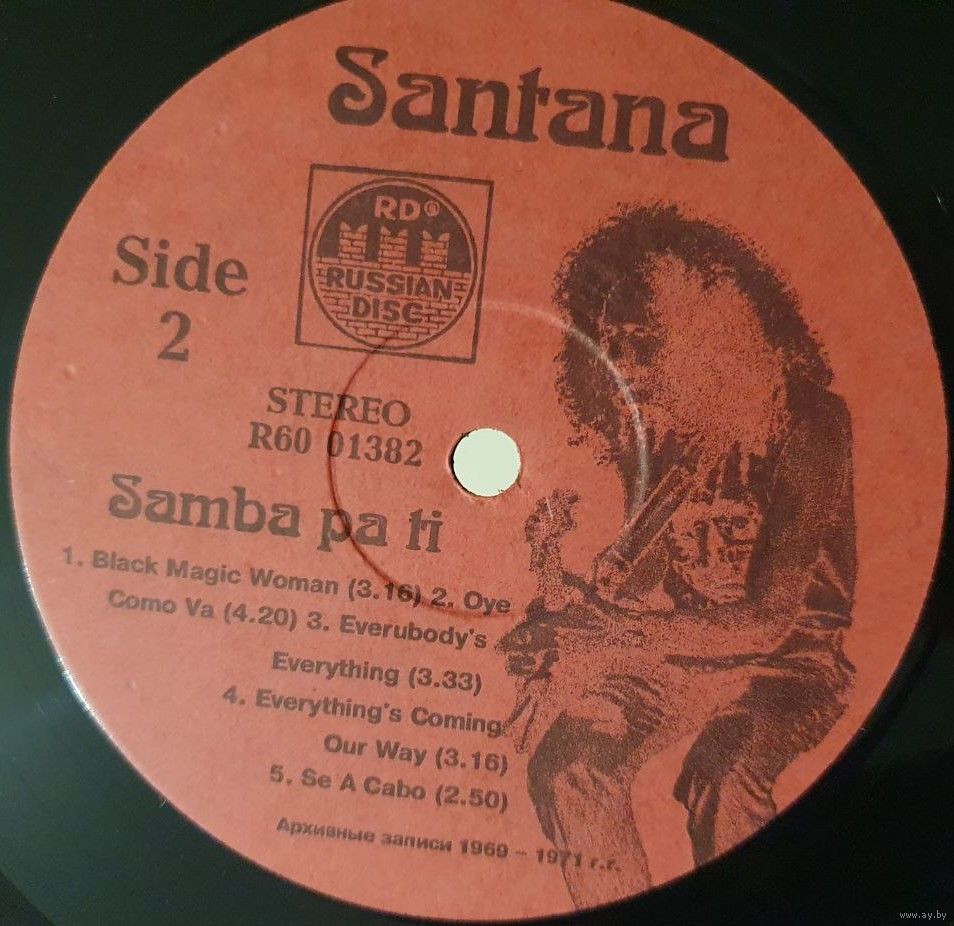 Santana
RD®
RUSSIAN
DISC
Side
2
STEREO
R60 01382
Samba pa ti
1. Black Magic Woman (3.16) 2. Oye
Como Va (4.20) 3. Everubody's
Everything (3.33)
4. Everything's Coming
Our Way (3.16)
5. Se A Cabo (2.50)
Архивные записи 1969 – 1971 г.г.
www.ay.by